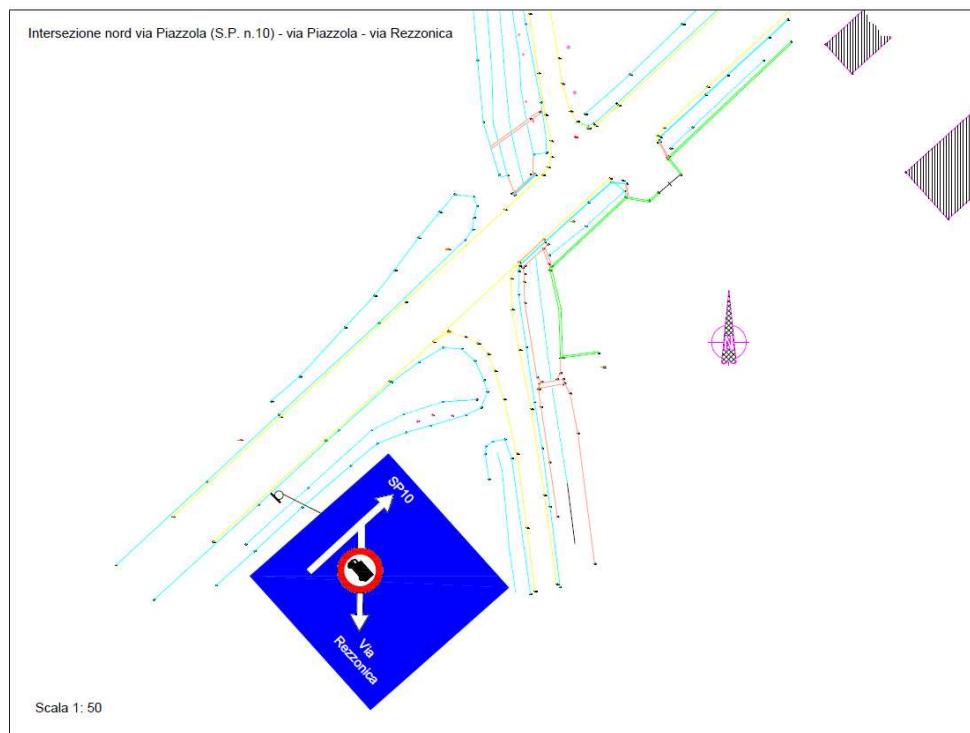 Intersezione nord via Piazzola (S.P. n.10) - via Piazzola - via Rezzonica
N
SP10
Via
Rezzonica
Scala 1: 50